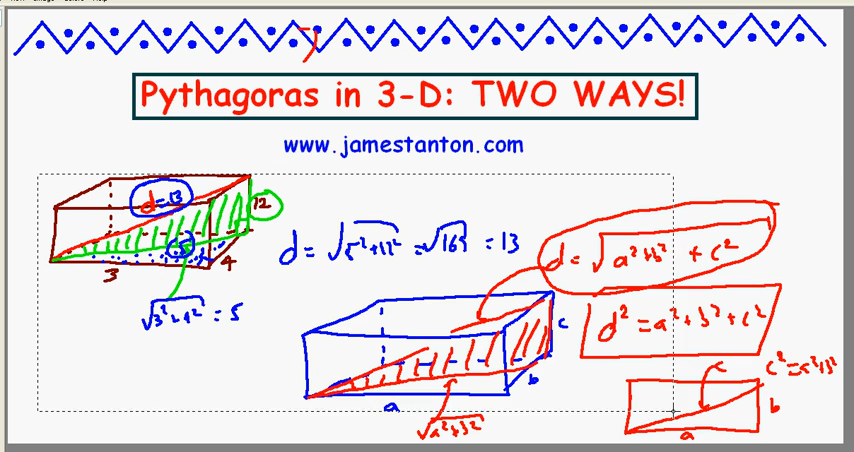 Pythagoras in 3-D: TWO WAYS!
www.jamestanton.com
d=13
12
5
3
4
√3²+4² = 5
d = √5²+12² = √169 = 13
d = √a²+b² + c²
d² = a²+b²+c²
c
b
a
√a²+b²
c
c² = a²+b²
b
a